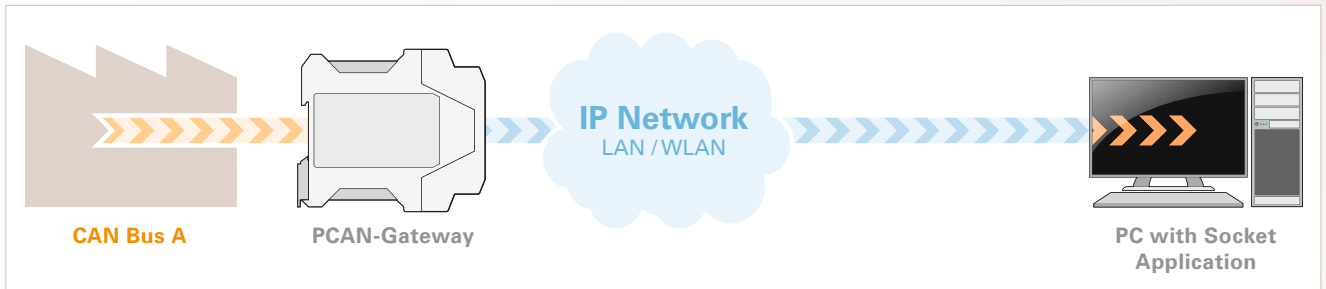 IP Network
LAN / WLAN
CAN Bus A
PCAN-Gateway
PC with Socket
Application